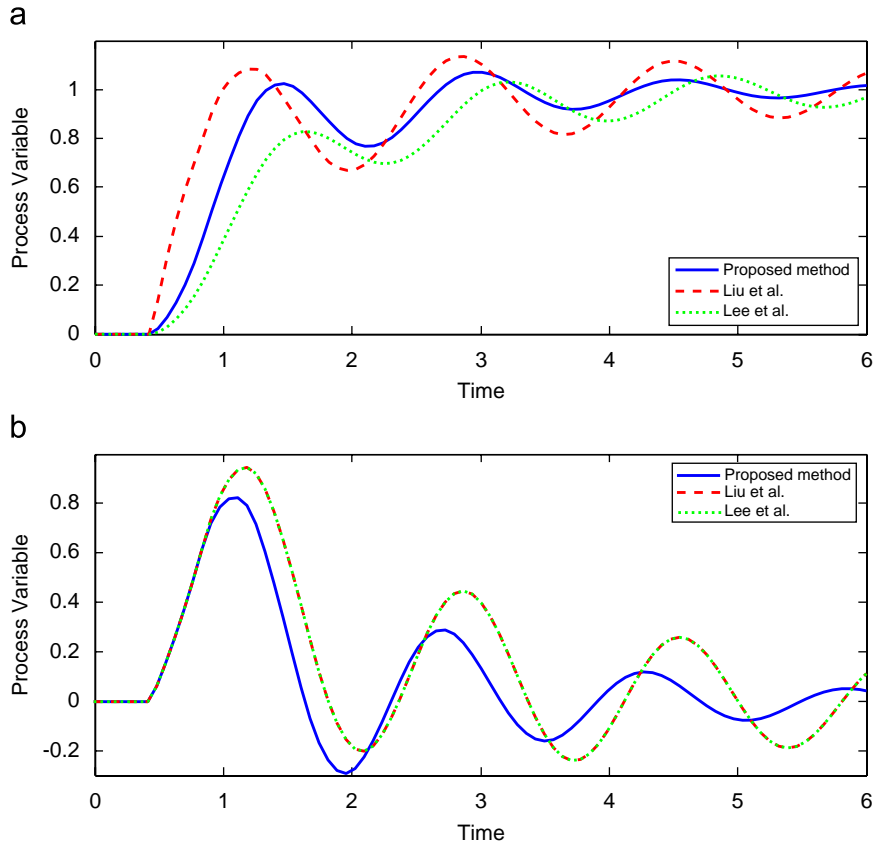 a
Process Variable
1
0.8
0.6
0.4
0.2
0
Proposed method
Liu et al.
Lee et al.
0 1 2 3 4 5 6
Time
b
Process Variable
0.8
0.6
0.4
0.2
0
-0.2
Proposed method
Liu et al.
Lee et al.
0 1 2 3 4 5 6
Time